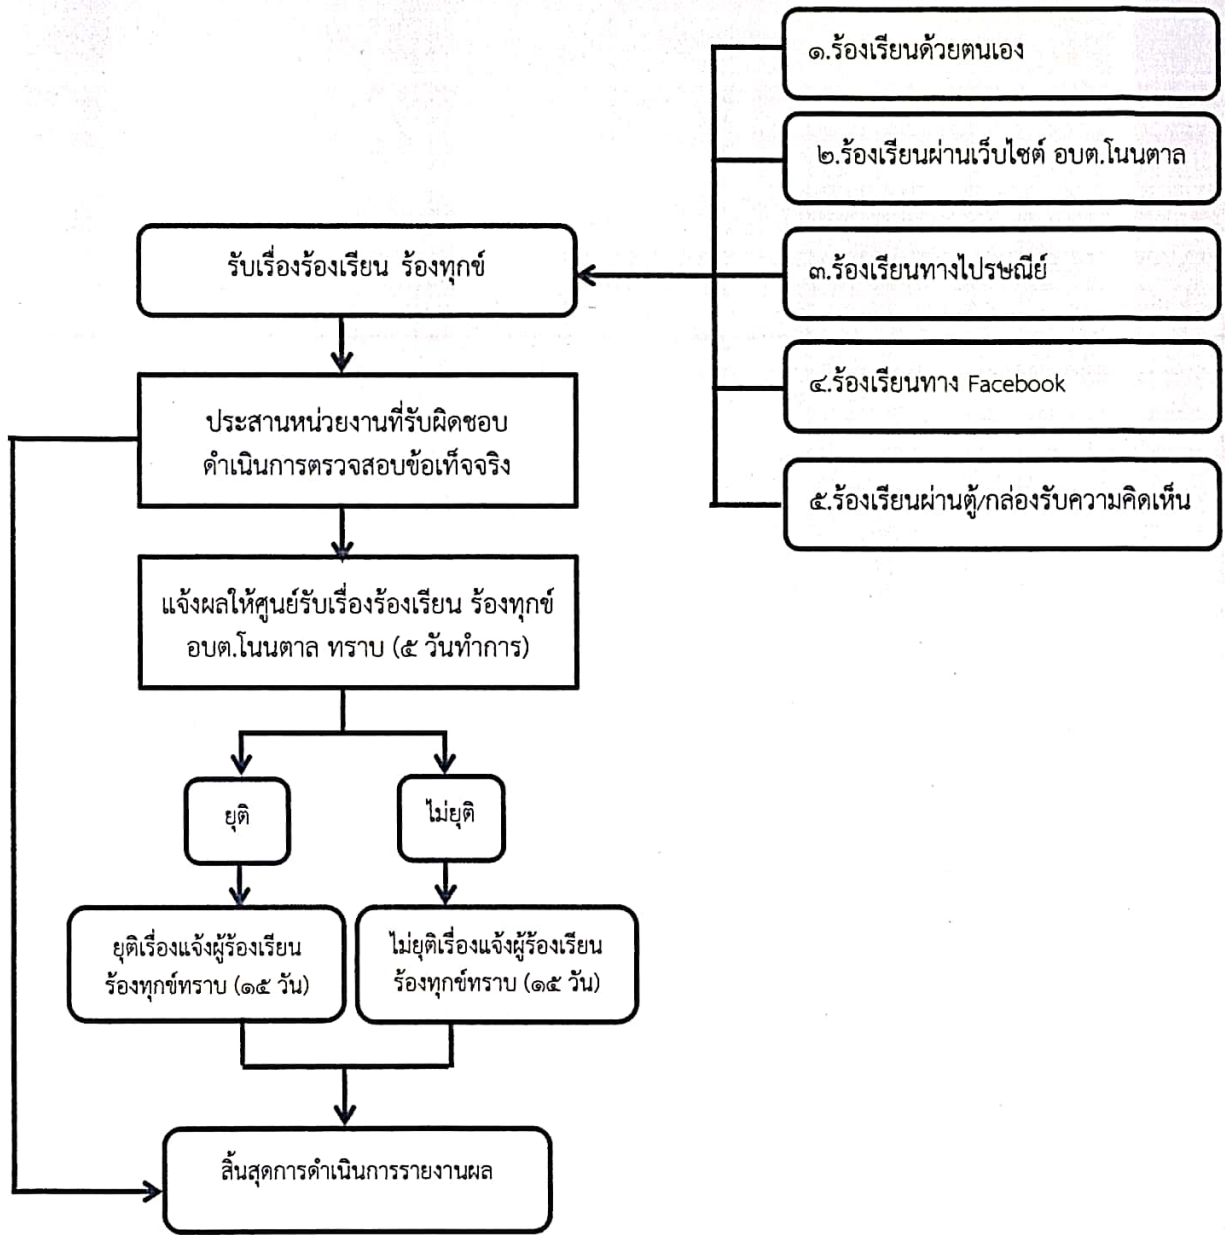 ๑.ร้องเรียนด้วยตนเอง
๒.ร้องเรียนผ่านเว็บไซต์ อบต.โนนตาล
๓.ร้องเรียนทางไปรษณีย์
๔.ร้องเรียนทาง Facebook
๕.ร้องเรียนผ่านตู้/กล่องรับความคิดเห็น
รับเรื่องร้องเรียน ร้องทุกข์
ประสานหน่วยงานที่รับผิดชอบ
ดำเนินการตรวจสอบข้อเท็จจริง
แจ้งผลให้ศูนย์รับเรื่องร้องเรียน ร้องทุกข์
อบต.โนนตาล ทราบ (๕ วันทำการ)
ยุติ
ไม่ยุติ
ยุติเรื่องแจ้งผู้ร้องเรียน
ร้องทุกข์ทราบ (๑๕ วัน)
ไม่ยุติเรื่องแจ้งผู้ร้องเรียน
ร้องทุกข์ทราบ (๑๕ วัน)
สิ้นสุดการดำเนินการรายงานผล